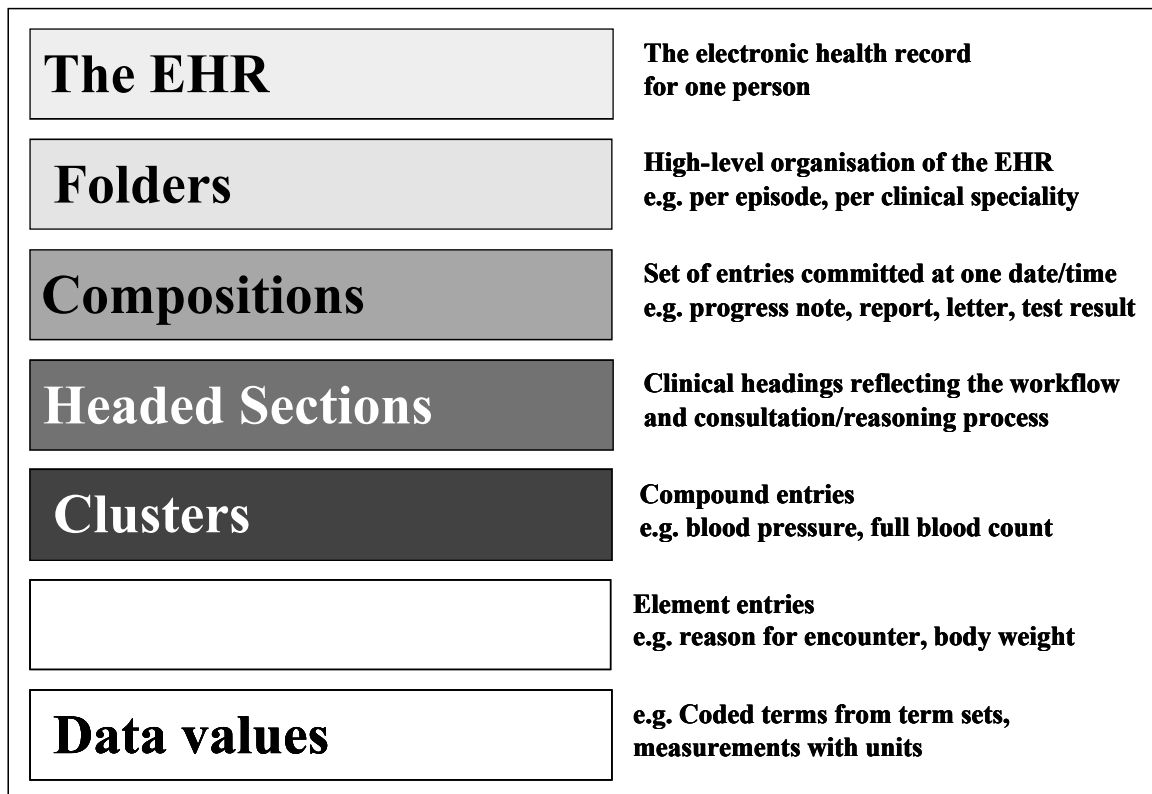 The EHR
The electronic health record
for one person
Folders
High-level organisation of the EHR
e.g. per episode, per clinical speciality
Compositions
Set of entries committed at one date/time
e.g. progress note, report, letter, test result
Headed Sections
Clinical headings reflecting the workflow
and consultation/reasoning process
Clusters
Compound entries
e.g. blood pressure, full blood count
Element entries
e.g. reason for encounter, body weight
Data values
e.g. Coded terms from term sets,
measurements with units